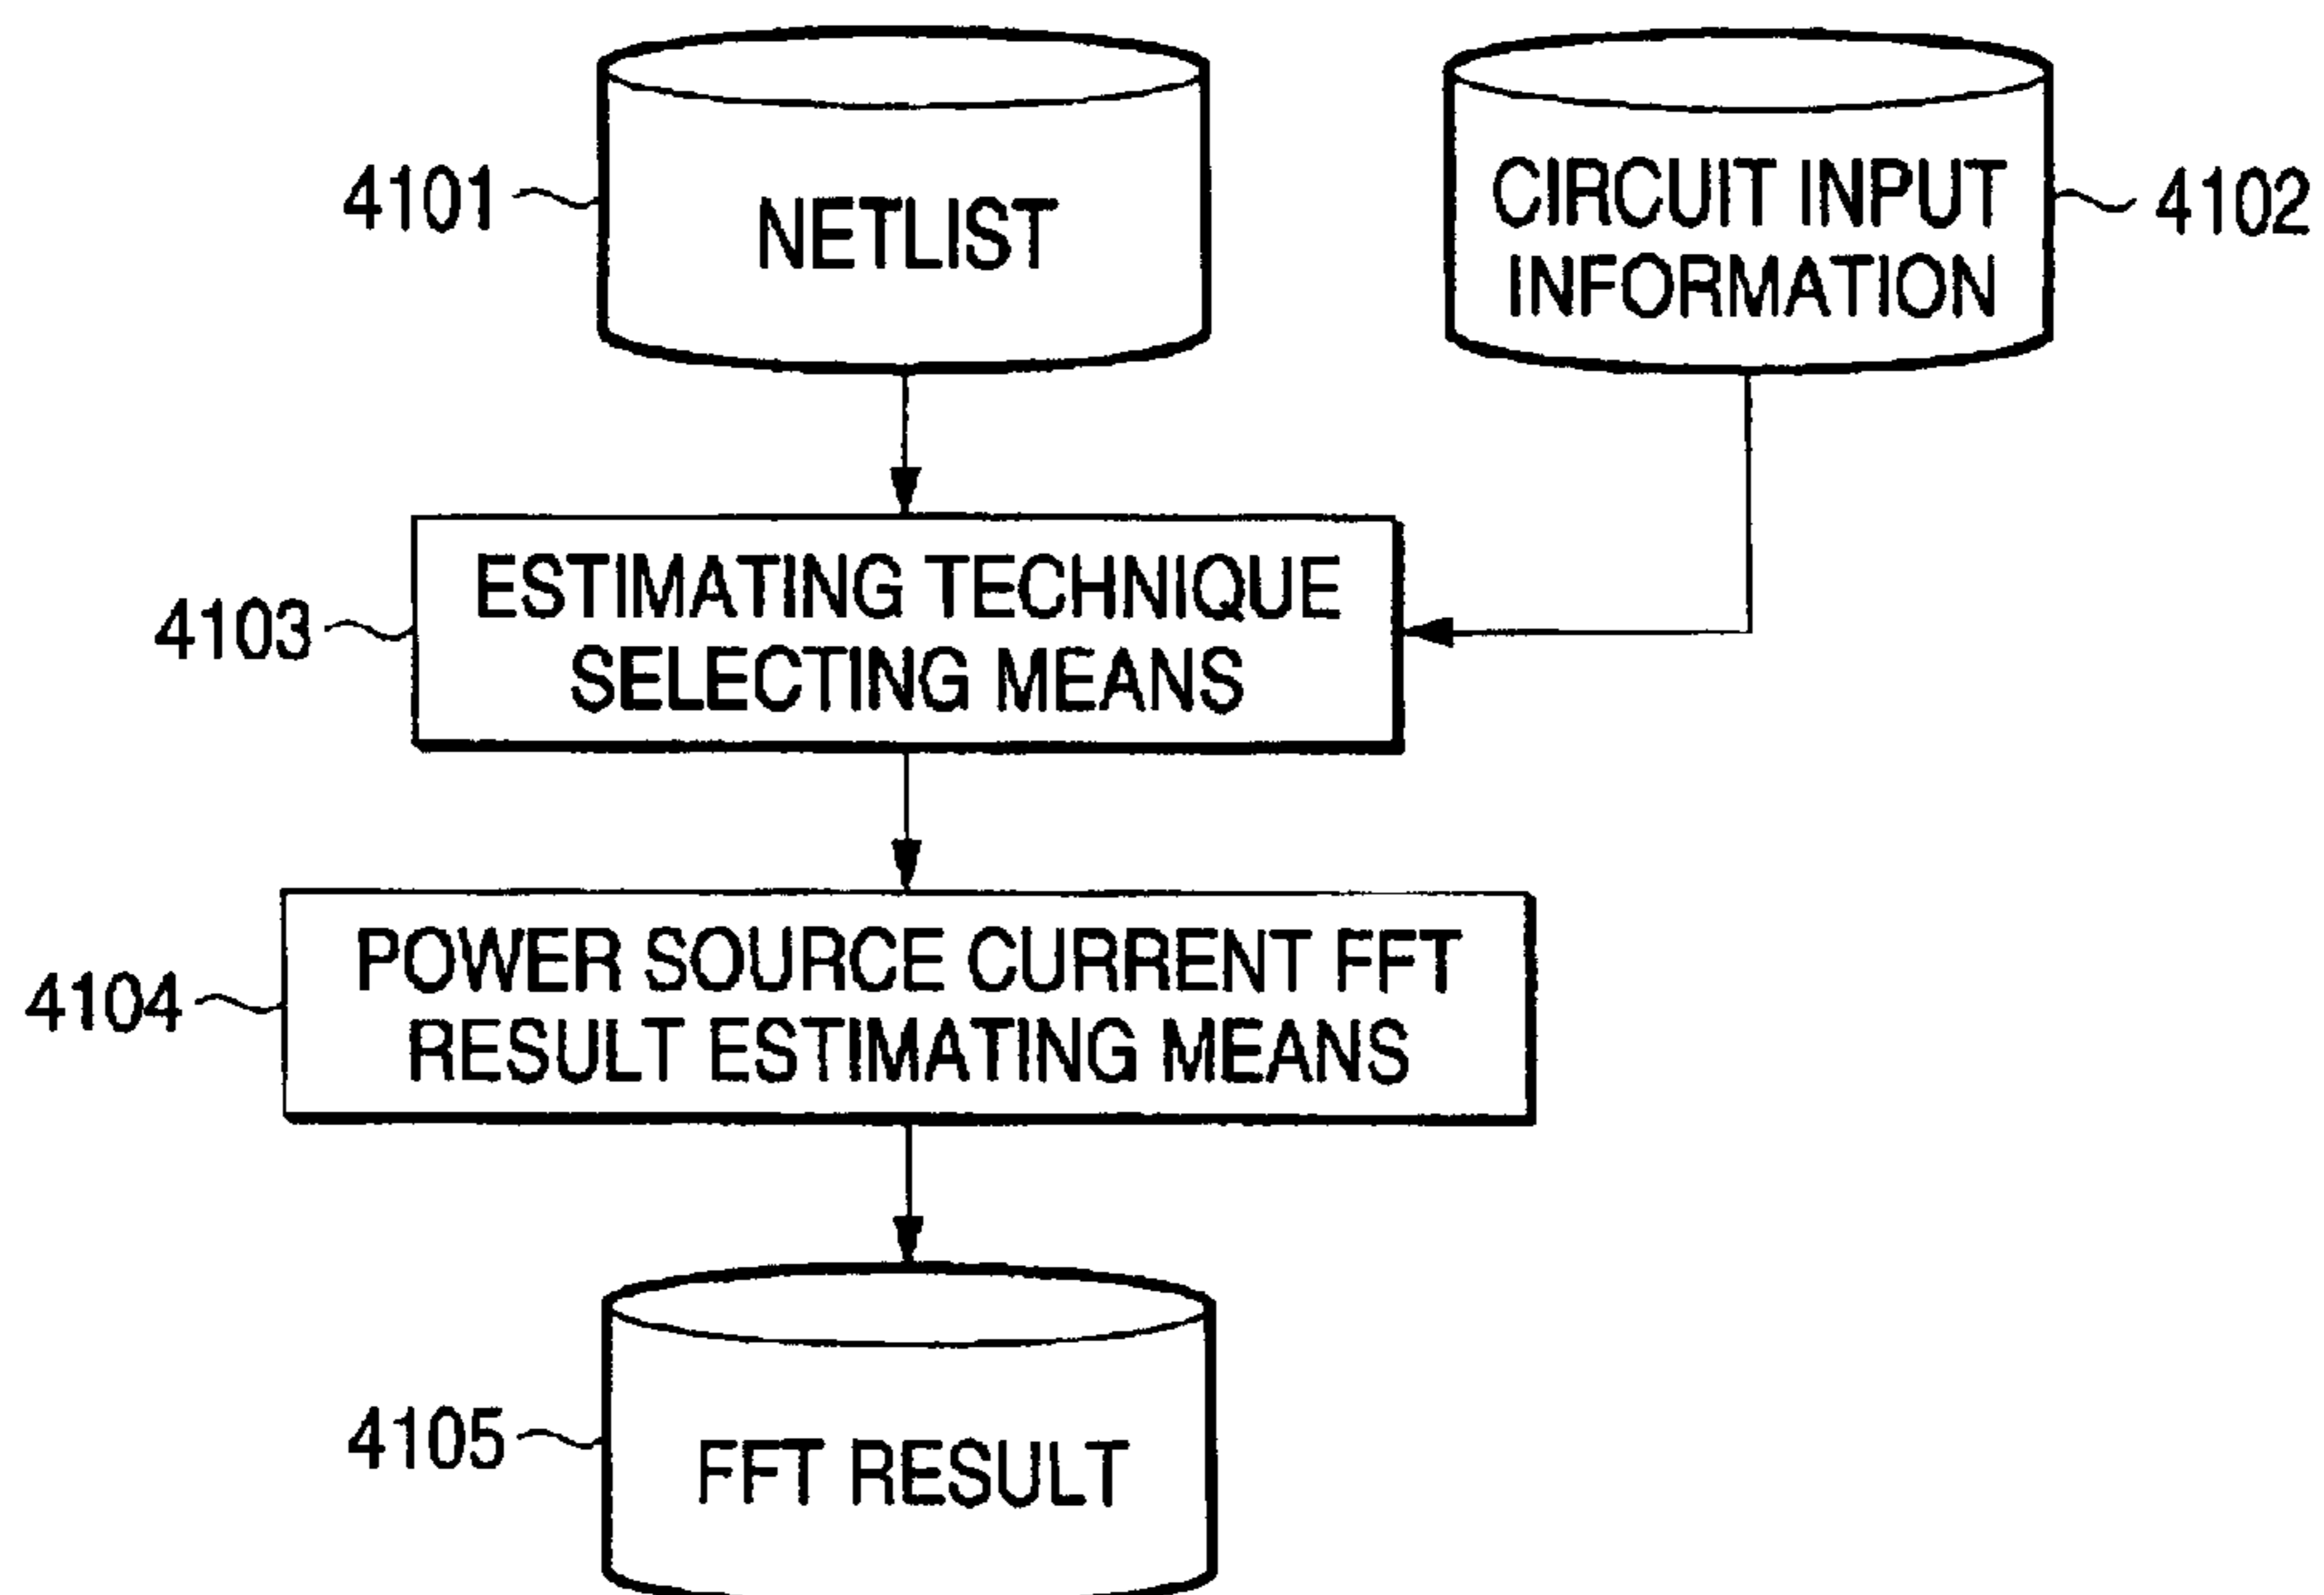 4101
NETLIST
CIRCUIT INPUT
INFORMATION
4102
4103
ESTIMATING TECHNIQUE
SELECTING MEANS
4104
POWER SOURCE CURRENT FFT
RESULT ESTIMATING MEANS
4105
FFT RESULT